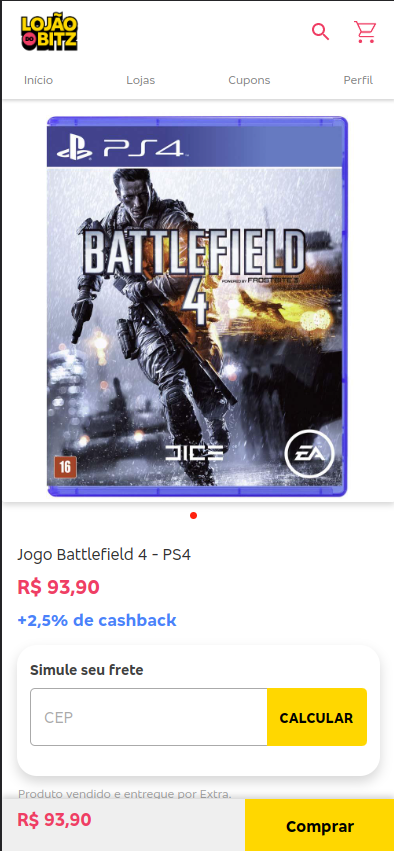 LOJÃO
DO BITZ
Início Lojas Cupons Perfil
PS4
BATTLEFIELD
POWERED BY FROSTBITE 3
4
16
DICE
EA
Jogo Battlefield 4 - PS4
R$ 93,90
+2,5% de cashback
Simule seu frete
CEP CALCULAR
Produto vendido e entregue por Extra.
R$ 93,90 Comprar